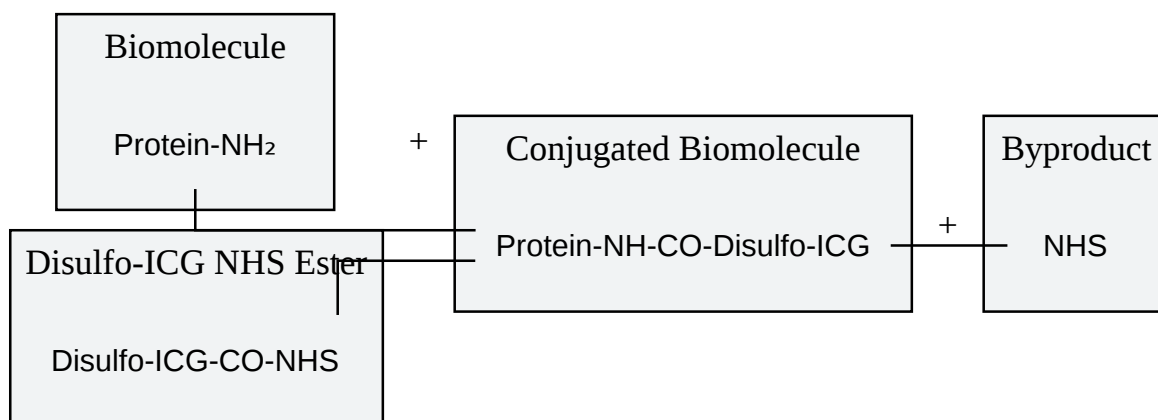 Biomolecule
Protein-NH₂
+
Disulfo-ICG NHS Ester
Disulfo-ICG-CO-NHS
Conjugated Biomolecule
Protein-NH-CO-Disulfo-ICG
+
Byproduct
NHS